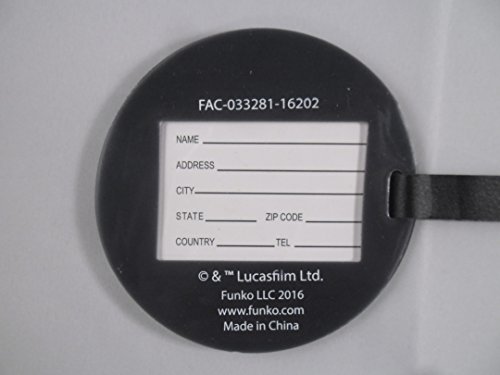 FAC-033281-16202
NAME
ADDRESS
CITY
STATE ZIP CODE
COUNTRY TEL
© & ™ Lucasfilm Ltd.
Funko LLC 2016
www.funko.com
Made in China